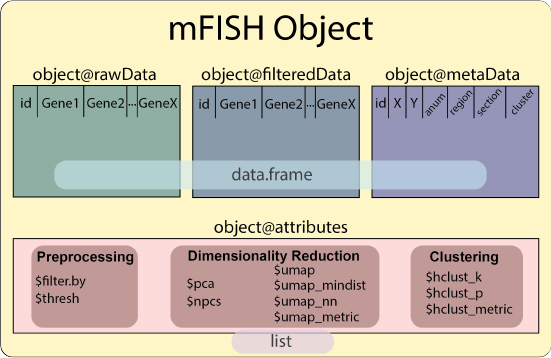 mFISH Object
object@rawData object@filteredData object@metaData
id Gene1 Gene2 ... GeneX id Gene1 Gene2 ... GeneX id X Y anum region section cluster
data.frame
object@attributes
Preprocessing
$filter.by
$thresh
Dimensionality Reduction
$pca
$npcs
$umap
$umap_mindist
$umap_nn
$umap_metric
Clustering
$hclust_k
$hclust_p
$hclust_metric
list